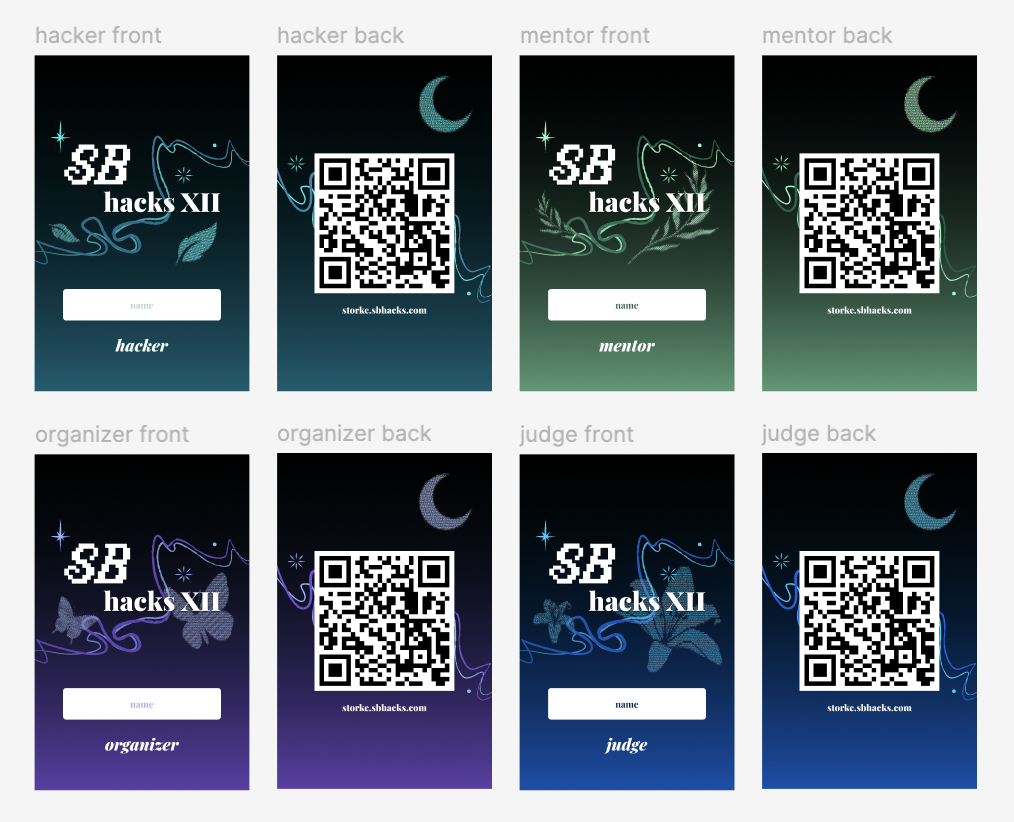 hacker front
hacker back
mentor front
mentor back
SB
hacks XII
name
hacker
storke.sbhacks.com
SB
hacks XII
name
mentor
storke.sbhacks.com
organizer front
organizer back
judge front
judge back
SB
hacks XII
name
organizer
storke.sbhacks.com
SB
hacks XII
name
judge
storke.sbhacks.com